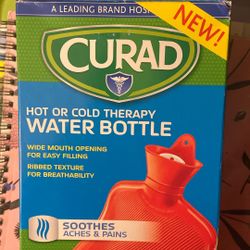 A LEADING BRAND
NEW!
CURAD
HOT OR COLD THERAPY
WATER BOTTLE
WIDE MOUTH OPENING
FOR EASY FILLING
RIBBED TEXTURE
FOR BREATHABILITY
SOOTHES
ACHES & PAINS